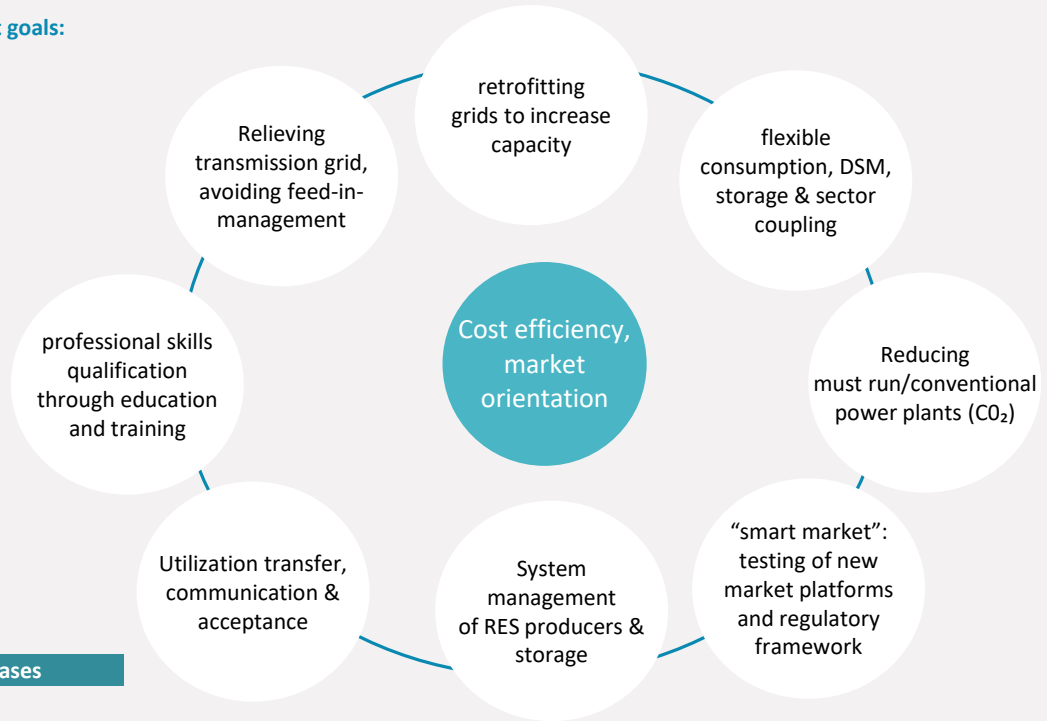 goals:
retrofitting
grids to increase
capacity
Relieving
transmission grid,
avoiding feed-in-
management
flexible
consumption, DSM,
storage & sector
coupling
Cost efficiency,
market
orientation
professional skills
qualification
through education
and training
Reducing
must run/conventional
power plants (C0₂)
Utilization transfer,
communication &
acceptance
System
management
of RES producers &
storage
“smart market”:
testing of new
market platforms
and regulatory
framework
ases